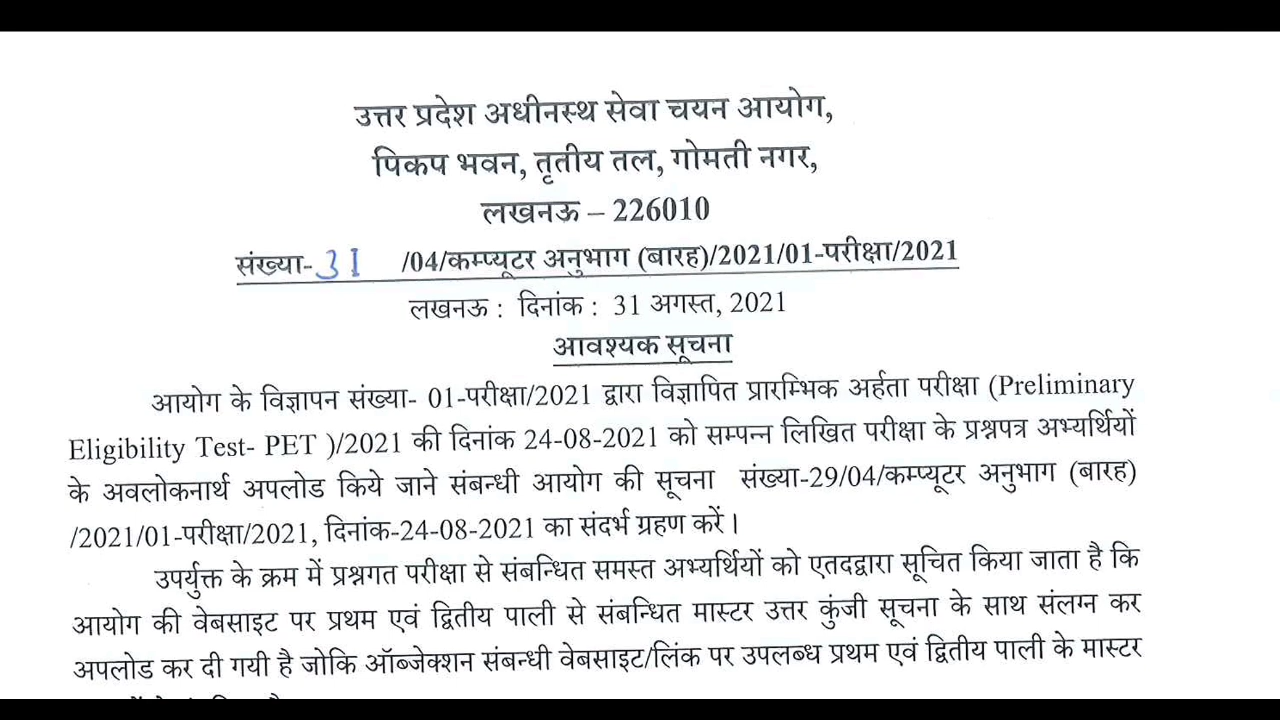 उत्तर प्रदेश अधीनस्थ सेवा चयन आयोग,
पिकप भवन, तृतीय तल, गोमती नगर,
लखनऊ – 226010
संख्या-31 /04/कम्प्यूटर अनुभाग (बारह)/2021/01-परीक्षा/2021
लखनऊ : दिनांक : 31 अगस्त, 2021
आवश्यक सूचना
आयोग के विज्ञापन संख्या- 01-परीक्षा/2021 द्वारा विज्ञापित प्रारम्भिक अर्हता परीक्षा (Preliminary
Eligibility Test- PET )/2021 की दिनांक 24-08-2021 को सम्पन्न लिखित परीक्षा के प्रश्नपत्र अभ्यर्थियों
के अवलोकनार्थ अपलोड किये जाने संबन्धी आयोग की सूचना संख्या-29/04/कम्प्यूटर अनुभाग (बारह)
/2021/01-परीक्षा/2021, दिनांक-24-08-2021 का संदर्भ ग्रहण करें।
उपर्युक्त के क्रम में प्रश्नगत परीक्षा से संबन्धित समस्त अभ्यर्थियों को एतदद्वारा सूचित किया जाता है कि
आयोग की वेबसाइट पर प्रथम एवं द्वितीय पाली से संबन्धित मास्टर उत्तर कुंजी सूचना के साथ संलग्न कर
अपलोड कर दी गयी है जोकि ऑब्जेक्शन संबन्धी वेबसाइट/लिंक पर उपलब्ध प्रथम एवं द्वितीय पाली के मास्टर